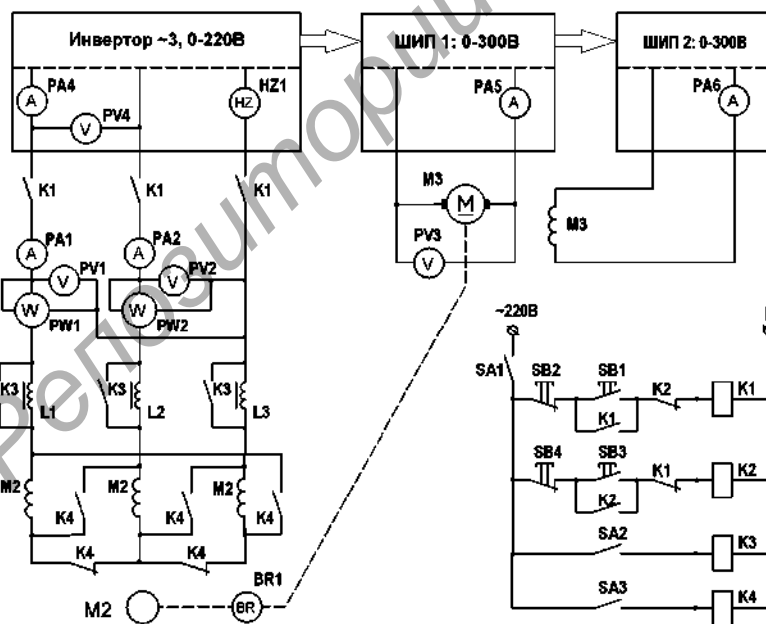 Инвертор ~3, 0-220В
ШИП 1: 0-300В
ШИП 2: 0-300В
PA4
A
PV4
V
HZ1
HZ
PA5
A
PA6
A
K1
K1
K1
M3
M
PV3
V
M3
PA1
A
PV1
V
PA2
A
PV2
V
W
PW1
W
PW2
K3
L1
K3
L2
K3
L3
M2
K4
M2
K4
M2
K4
K4
K4
M2
BR1
BR
~220В
SA1
SB2
SB1
K2
K1
K1
SB4
SB3
K1
K2
K2
SA2
K3
SA3
K4
Репозитори